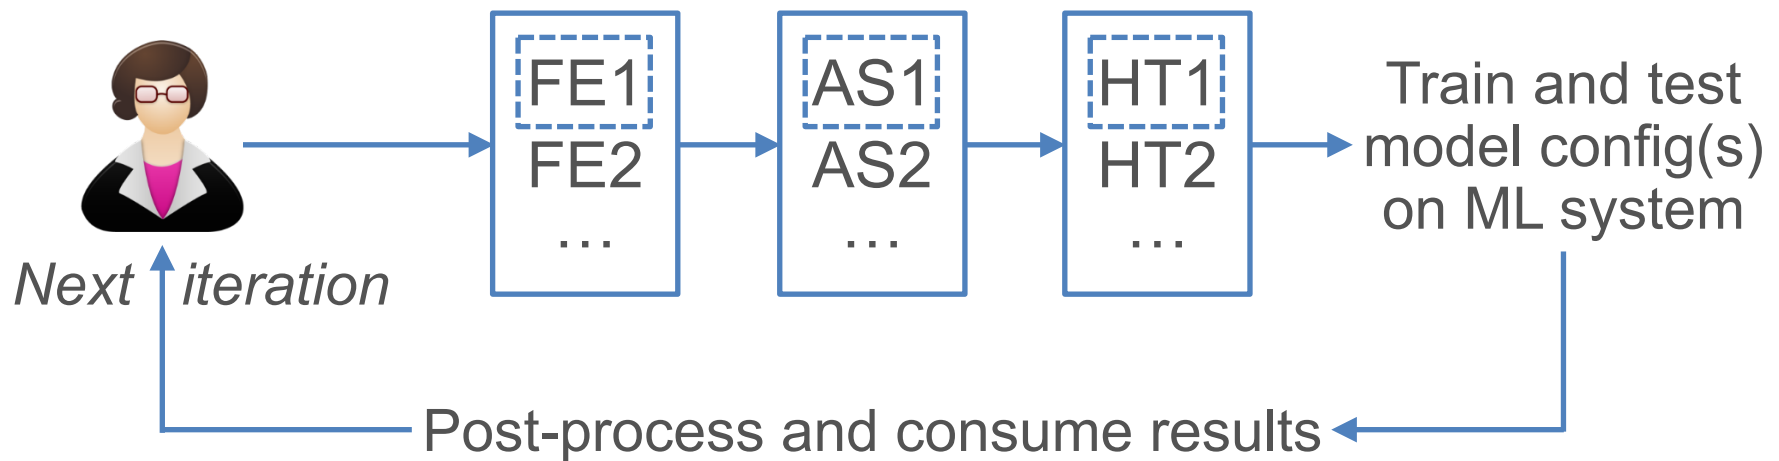 FE1
FE2
…
AS1
AS2
…
HT1
HT2
…
Train and test
model config(s)
on ML system
Next iteration
Post-process and consume results